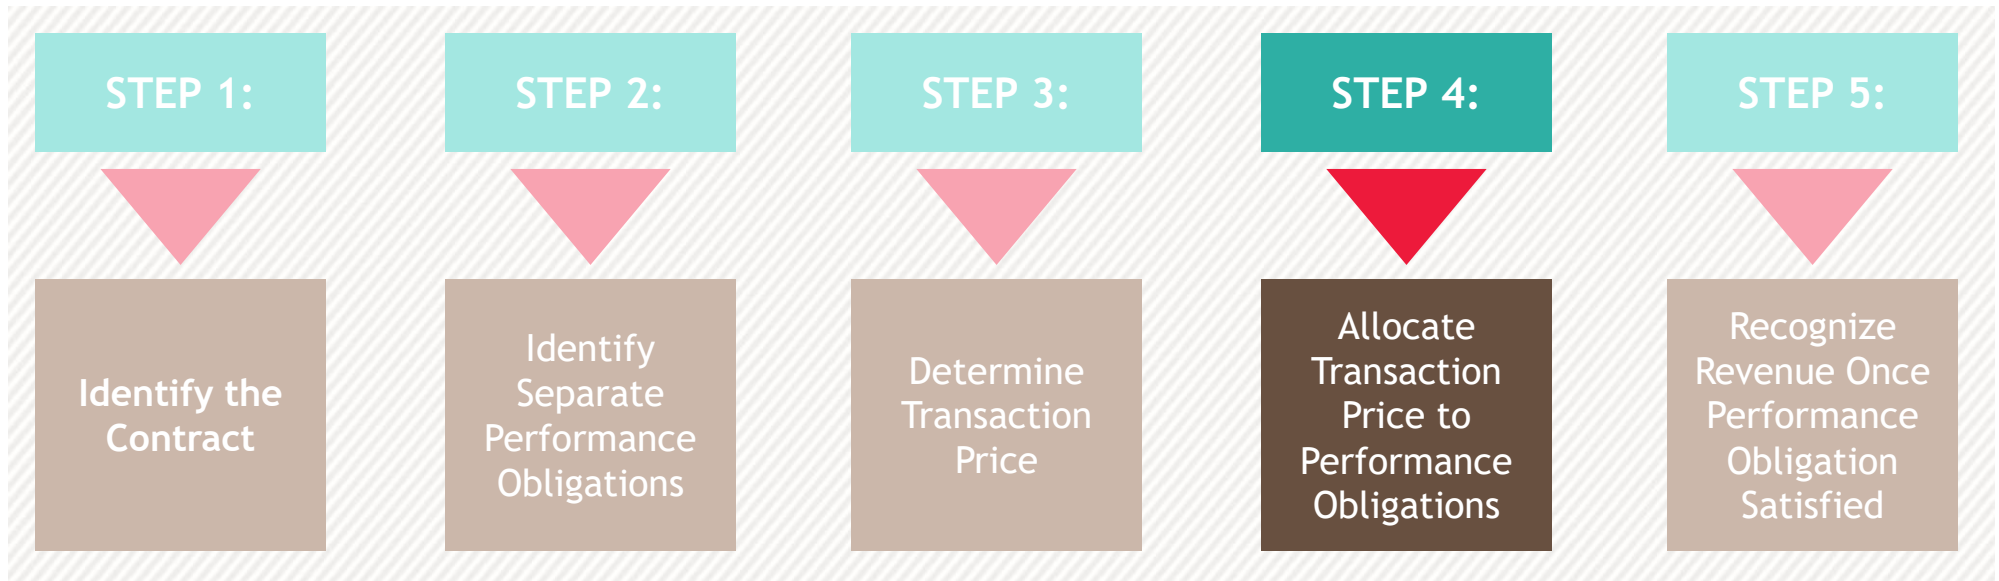 STEP 1:
STEP 2:
STEP 3:
STEP 4:
STEP 5:
Identify the
Contract
Identify
Separate
Performance
Obligations
Determine
Transaction
Price
Allocate
Transaction
Price to
Performance
Obligations
Recognize
Revenue Once
Performance
Obligation
Satisfied